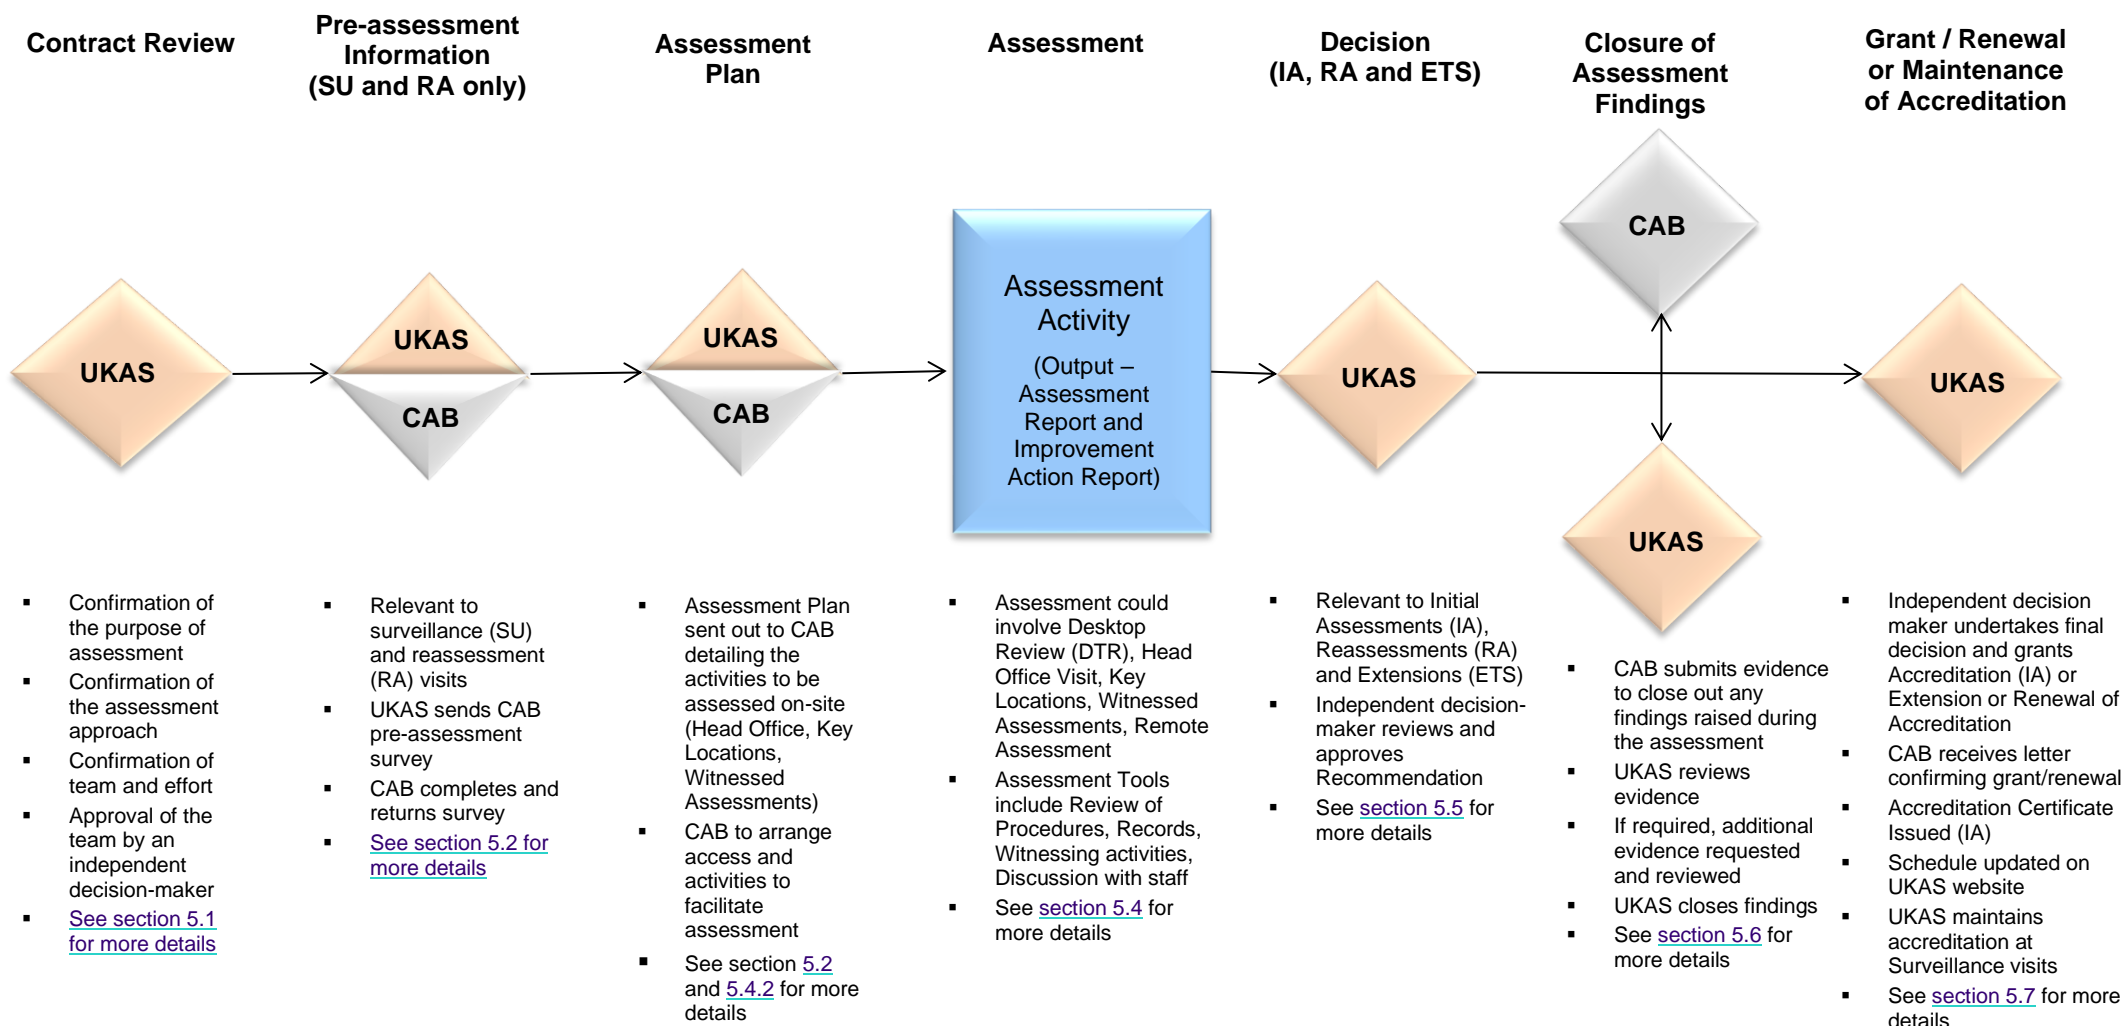 Contract Review
Pre-assessment
Information
(SU and RA only)
Assessment
Plan
Assessment
Decision
(IA, RA and ETS)
Closure of
Assessment
Findings
Grant / Renewal
or Maintenance
of Accreditation
UKAS
UKAS
CAB
UKAS
CAB
Assessment
Activity
(Output –
Assessment
Report and
Improvement
Action Report)
UKAS
CAB
UKAS
UKAS
▪ Confirmation of
the purpose of
assessment
▪ Confirmation of
the assessment
approach
▪ Confirmation of
team and effort
▪ Approval of the
team by an
independent
decision-maker
▪ See section 5.1
for more details
▪ Relevant to
surveillance (SU)
and reassessment
(RA) visits
▪ UKAS sends CAB
pre-assessment
survey
▪ CAB completes and
returns survey
▪ See section 5.2 for
more details
▪ Assessment Plan
sent out to CAB
detailing the
activities to be
assessed on-site
(Head Office, Key
Locations,
Witnessed
Assessments)
▪ CAB to arrange
access and
activities to
facilitate
assessment
▪ See section 5.2
and 5.4.2 for more
details
▪ Assessment could
involve Desktop
Review (DTR), Head
Office Visit, Key
Locations, Witnessed
Assessments, Remote
Assessment
▪ Assessment Tools
include Review of
Procedures, Records,
Witnessing activities,
Discussion with staff
▪ See section 5.4 for
more details
▪ Relevant to Initial
Assessments (IA),
Reassessments (RA)
and Extensions (ETS)
▪ Independent decision-
maker reviews and
approves
Recommendation
▪ See section 5.5 for
more details
▪ CAB submits evidence
to close out any
findings raised during
the assessment
▪ UKAS reviews
evidence
▪ If required, additional
evidence requested
and reviewed
▪ UKAS closes findings
▪ See section 5.6 for
more details
▪ Independent decision
maker undertakes final
decision and grants
Accreditation (IA) or
Extension or Renewal of
Accreditation
▪ CAB receives letter
confirming grant/renewal
▪ Accreditation Certificate
Issued (IA)
▪ Schedule updated on
UKAS website
▪ UKAS maintains
accreditation at
Surveillance visits
▪ See section 5.7 for more
details